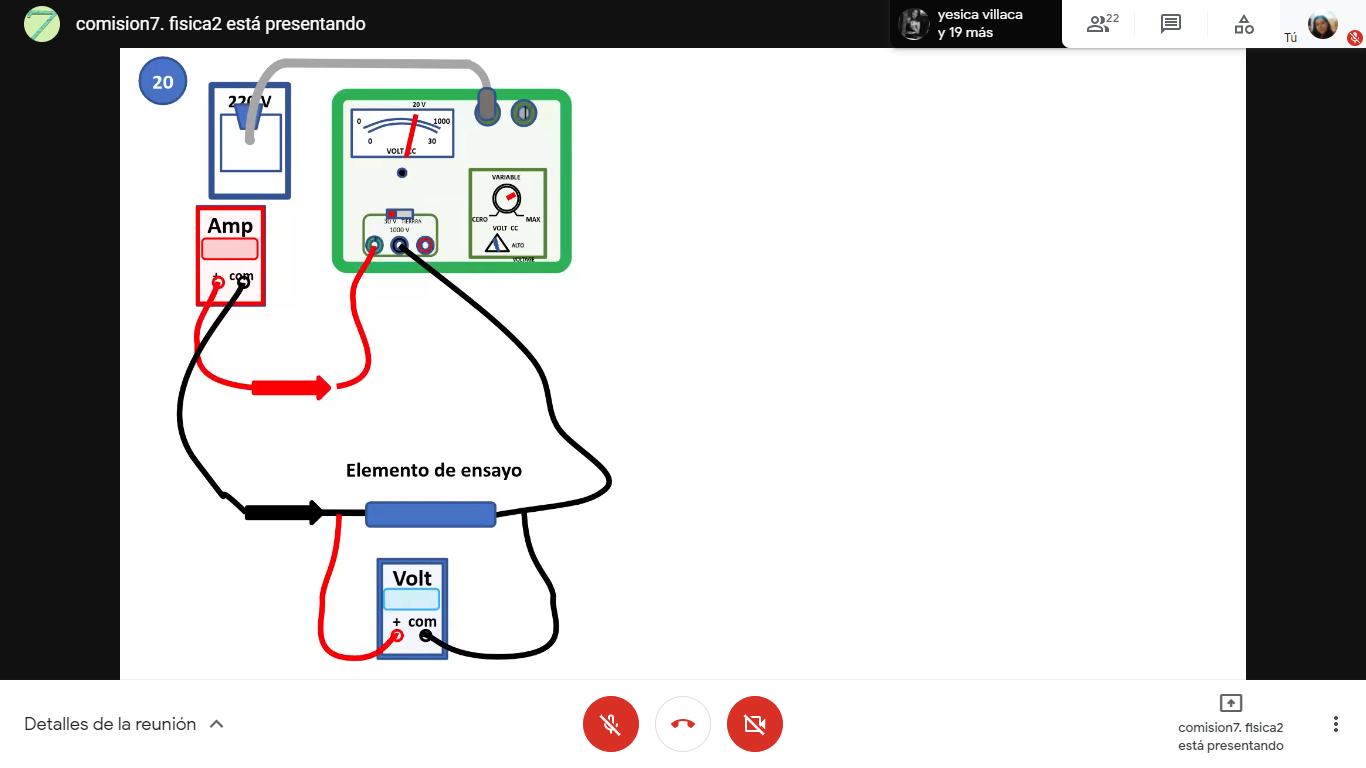 comision7. fisica2 está presentando
yesica villaca
y 19 más
22
Tú
20
220 V
20 V
0
1000
0
30
VOLT CC
VARIABLE
CERO
MAX
VOLT CC
ALTO
VOLTAGE
30 V TIERRRA
1000 V
Amp
+ com
Elemento de ensayo
Volt
+ com
Detalles de la reunión
comision7. fisica2
está presentando